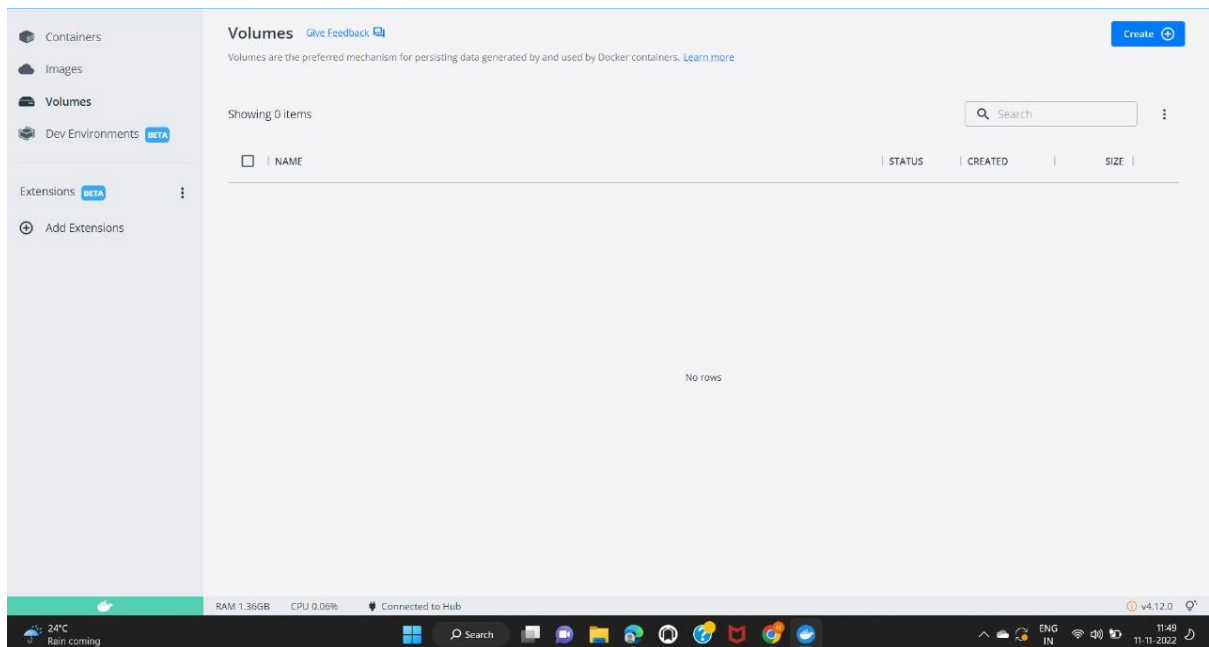 Containers
Images
Volumes
Dev Environments BETA
Extensions BETA
Add Extensions
Volumes Give Feedback
Create
Volumes are the preferred mechanism for persisting data generated by and used by Docker containers. Learn more
Showing 0 items
Search
NAME STATUS CREATED SIZE
No rows
RAM 1.36GB CPU 0.06% Connected to Hub v4.12.0
24°C
Rain coming
Search
ENG
IN
11:49
11-11-2022